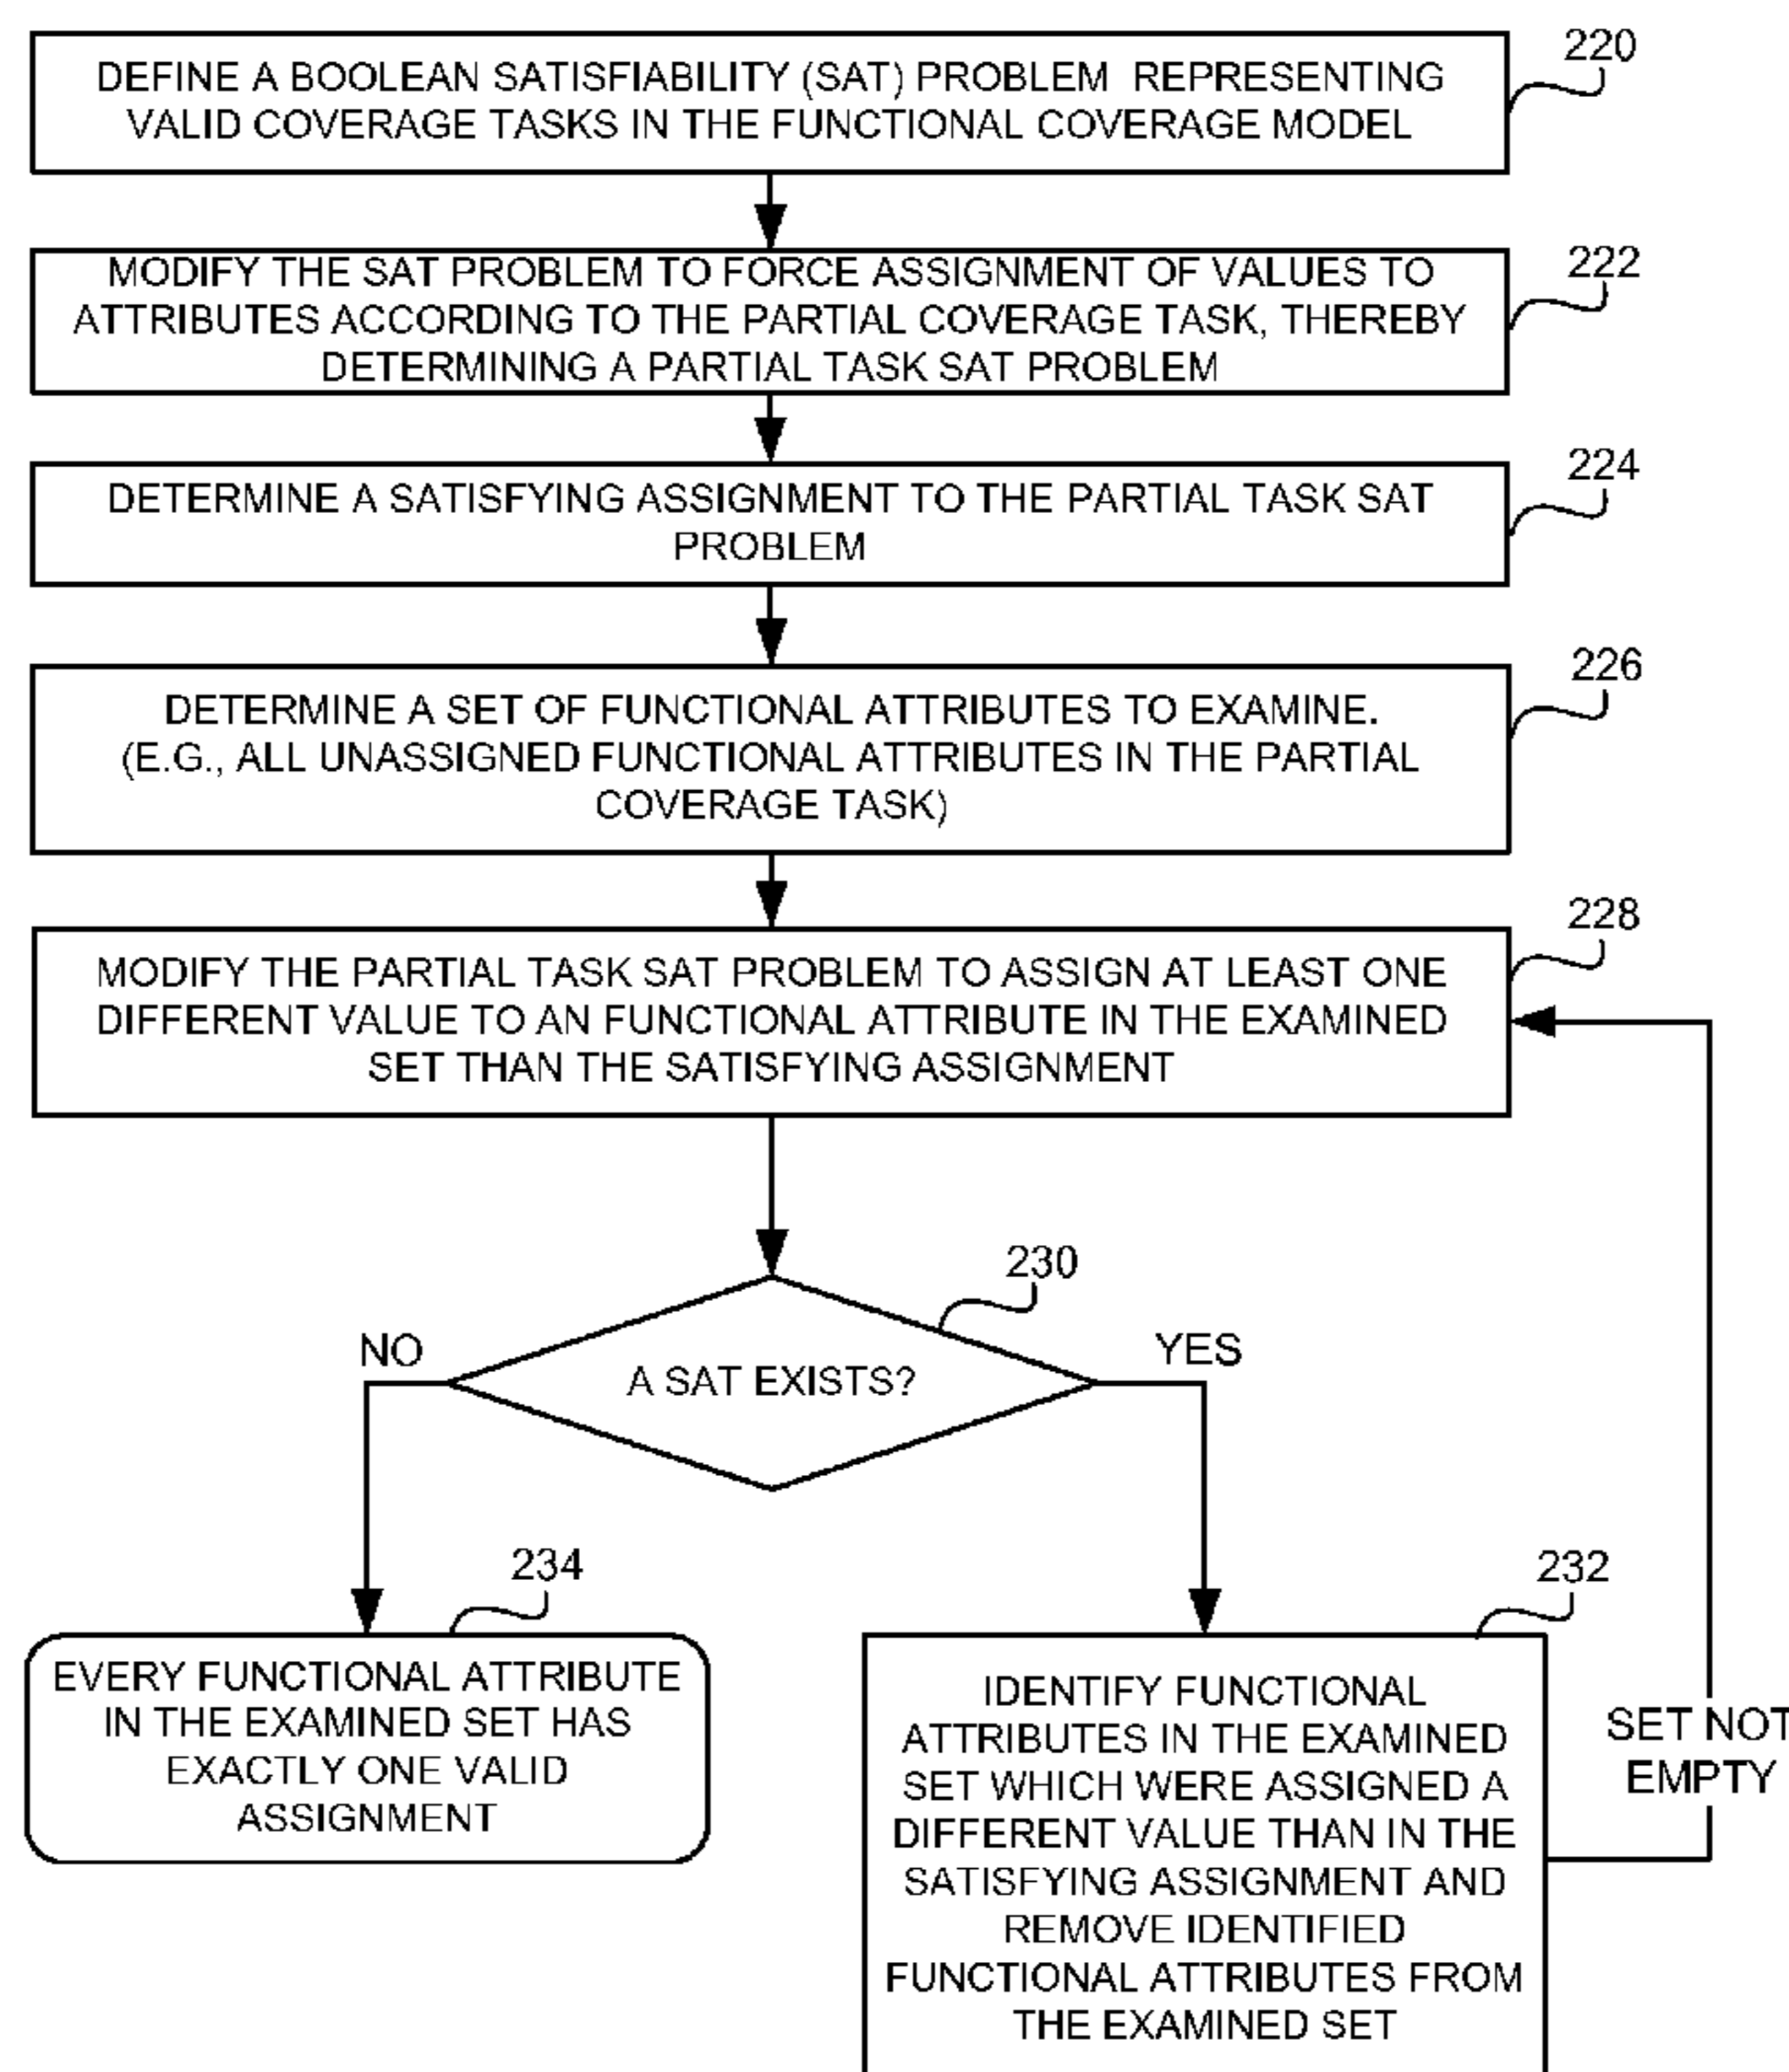 220
DEFINE A BOOLEAN SATISFIABILITY (SAT) PROBLEM REPRESENTING
VALID COVERAGE TASKS IN THE FUNCTIONAL COVERAGE MODEL
222
MODIFY THE SAT PROBLEM TO FORCE ASSIGNMENT OF VALUES TO
ATTRIBUTES ACCORDING TO THE PARTIAL COVERAGE TASK, THEREBY
DETERMINING A PARTIAL TASK SAT PROBLEM
224
DETERMINE A SATISFYING ASSIGNMENT TO THE PARTIAL TASK SAT
PROBLEM
226
DETERMINE A SET OF FUNCTIONAL ATTRIBUTES TO EXAMINE.
(E.G., ALL UNASSIGNED FUNCTIONAL ATTRIBUTES IN THE PARTIAL
COVERAGE TASK)
228
MODIFY THE PARTIAL TASK SAT PROBLEM TO ASSIGN AT LEAST ONE
DIFFERENT VALUE TO AN FUNCTIONAL ATTRIBUTE IN THE EXAMINED
SET THAN THE SATISFYING ASSIGNMENT
230
NO
YES
A SAT EXISTS?
234
EVERY FUNCTIONAL ATTRIBUTE
IN THE EXAMINED SET HAS
EXACTLY ONE VALID
ASSIGNMENT
232
IDENTIFY FUNCTIONAL
ATTRIBUTES IN THE EXAMINED
SET WHICH WERE ASSIGNED A
DIFFERENT VALUE THAN IN THE
SATISFYING ASSIGNMENT AND
REMOVE IDENTIFIED
FUNCTIONAL ATTRIBUTES FROM
THE EXAMINED SET
SET NOT
EMPTY